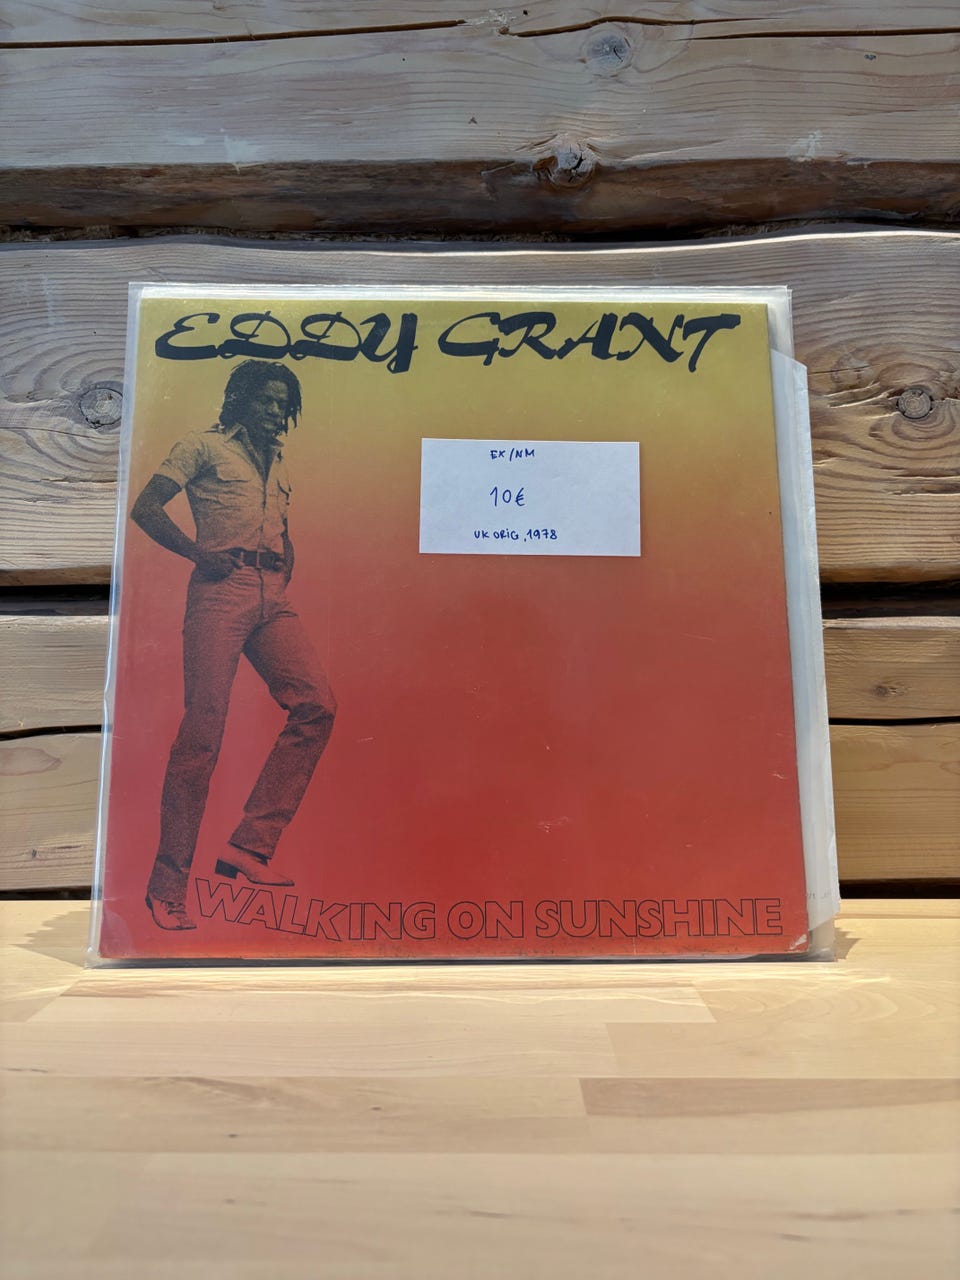 EDDY GRANT
EX/NM
10€
UK ORIG, 1978
WALKING ON SUNSHINE